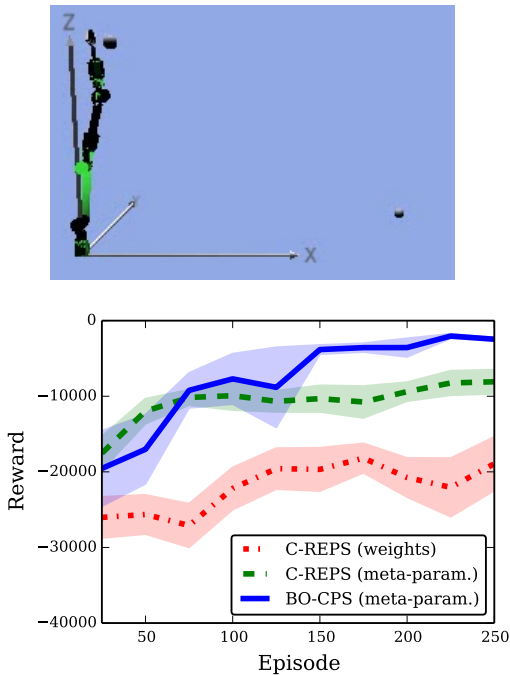 Z
Y
X
0
−10000
−20000
−30000
−40000
Reward
C-REPS (weights)
C-REPS (meta-param.)
BO-CPS (meta-param.)
50
100
150
200
250
Episode